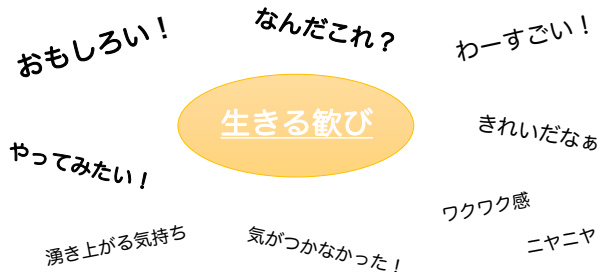 おもしろい！
なんだこれ？
わーすごい！
生きる歓び
きれいだなぁ
やってみたい！
ワクワク感
湧き上がる気持ち
気がつかなかった！
ニヤニヤ